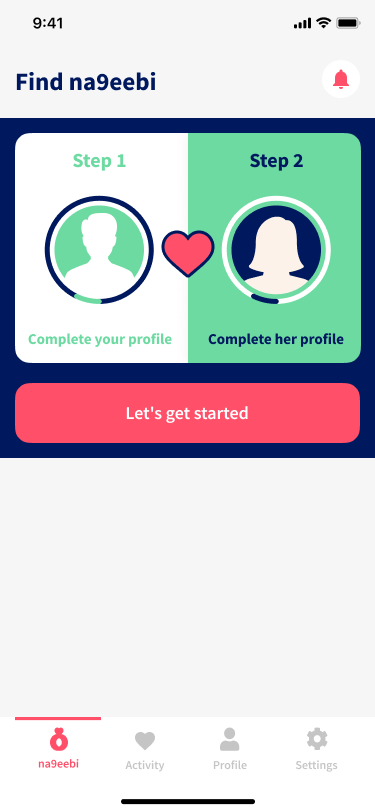 9:41
Find na9eebi
Step 1
Step 2
Complete your profile
Complete her profile
Let's get started
na9eebi
Activity
Profile
Settings